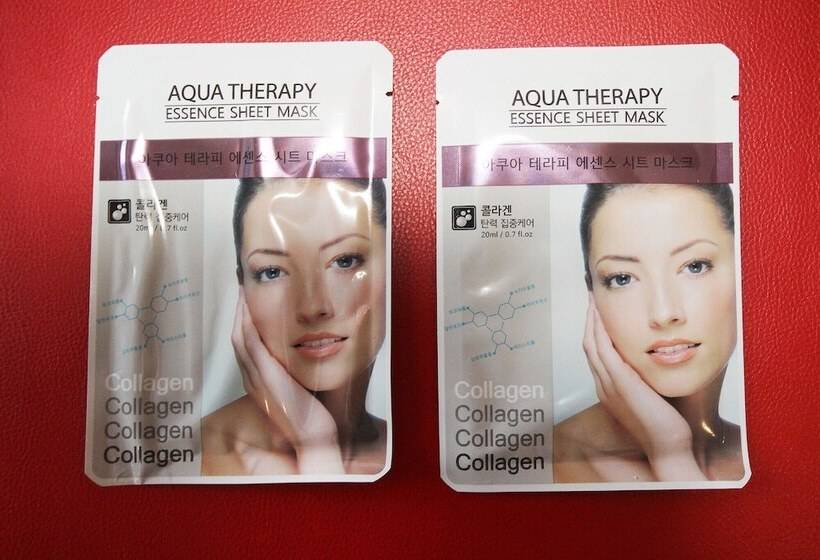 AQUA THERAPY
ESSENCE SHEET MASK
아쿠아 테라피 에센스 시트 마스크
콜라겐
탄력 집중케어
20ml / 0.7 fl.oz
Collagen
Collagen
Collagen
Collagen
AQUA THERAPY
ESSENCE SHEET MASK
아쿠아 테라피 에센스 시트 마스크
콜라겐
탄력 집중케어
20ml / 0.7 fl.oz
Collagen
Collagen
Collagen
Collagen